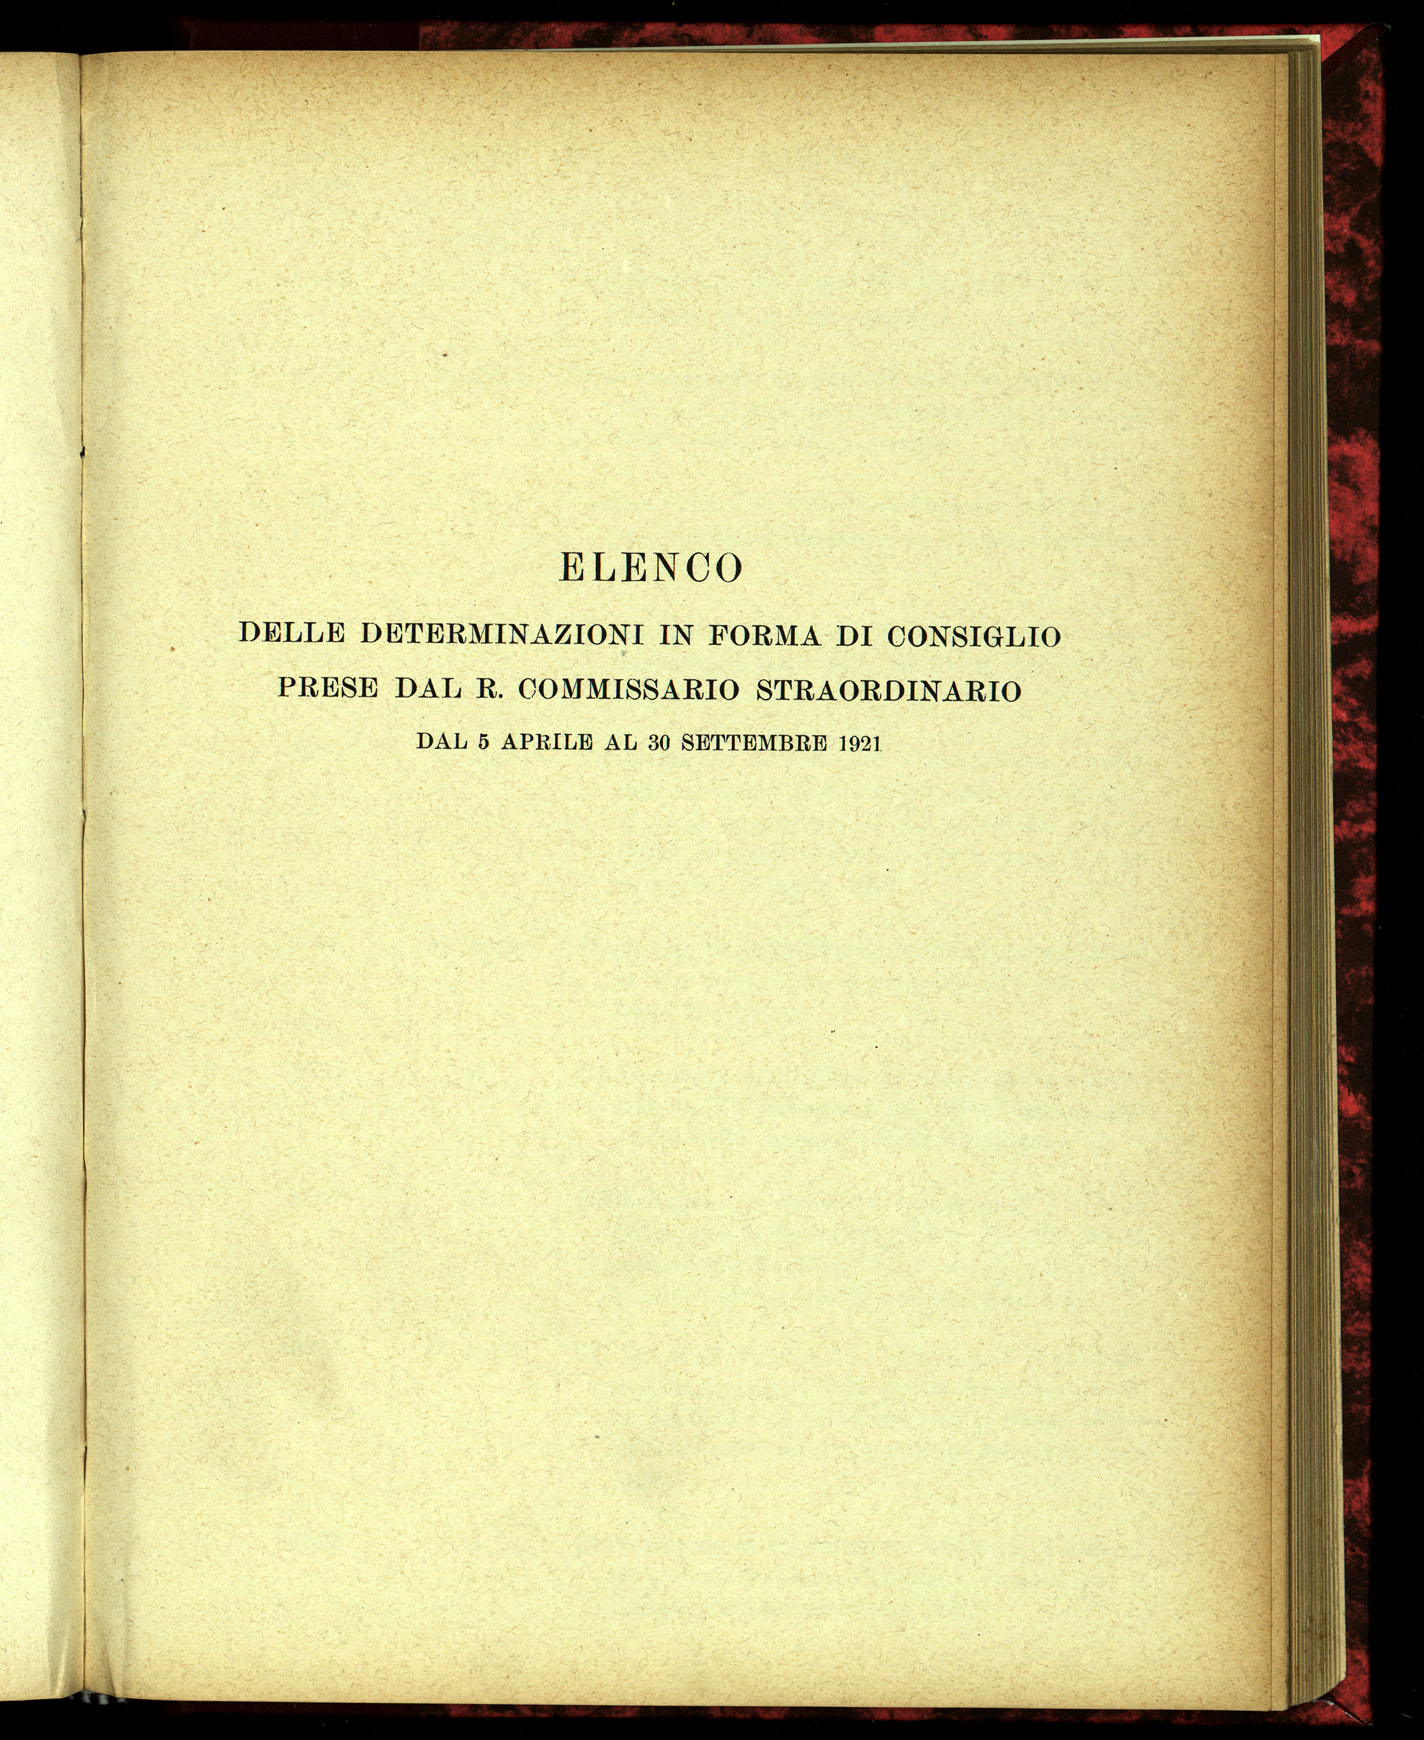 ELENCO
DELLE DETERMINAZIONI IN FORMA DI CONSIGLIO
PRESE DAL R. COMMISSARIO STRAORDINARIO
DAL 5 APRILE AL 30 SETTEMBRE 1921